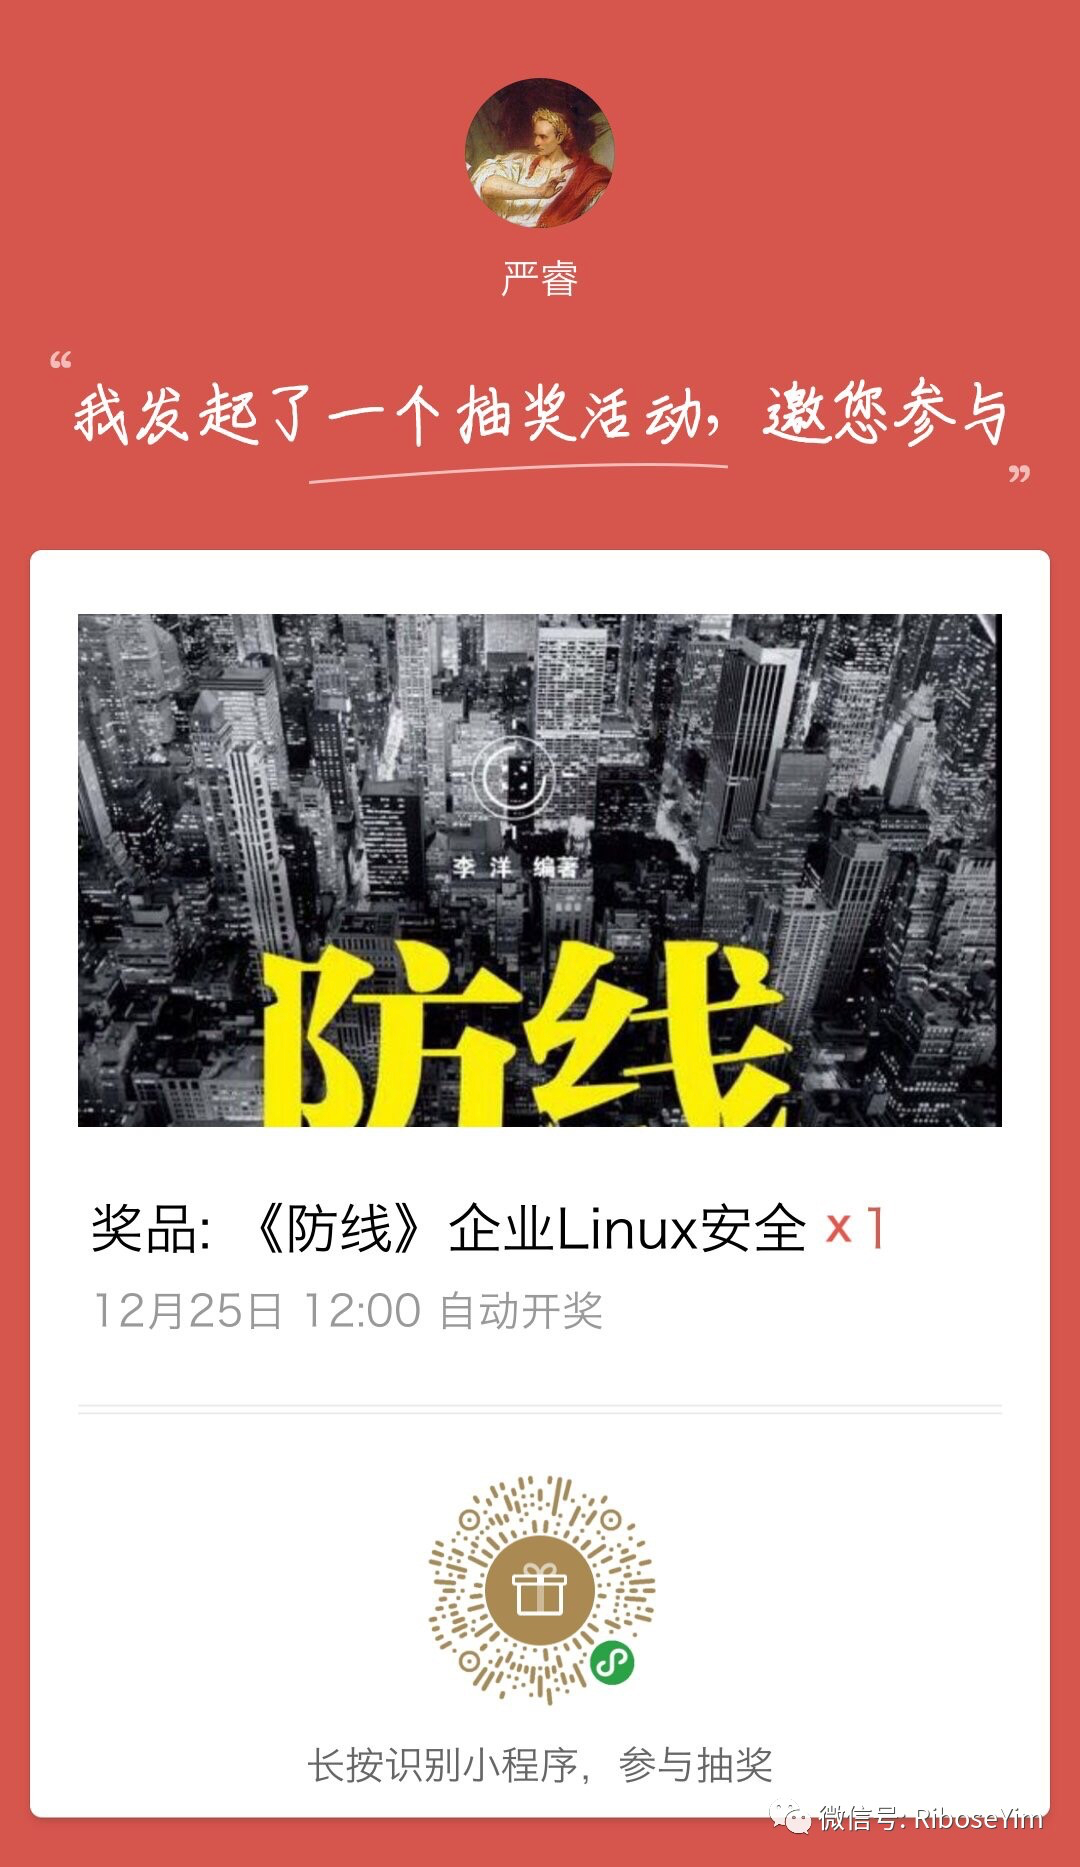 严睿
“
我发起了一个抽奖活动，邀您参与
”
李 洋 编著
防线
奖品: 《防线》企业Linux安全 x 1
12月25日 12:00 自动开奖
长按识别小程序，参与抽奖
微信号: RiboseYim